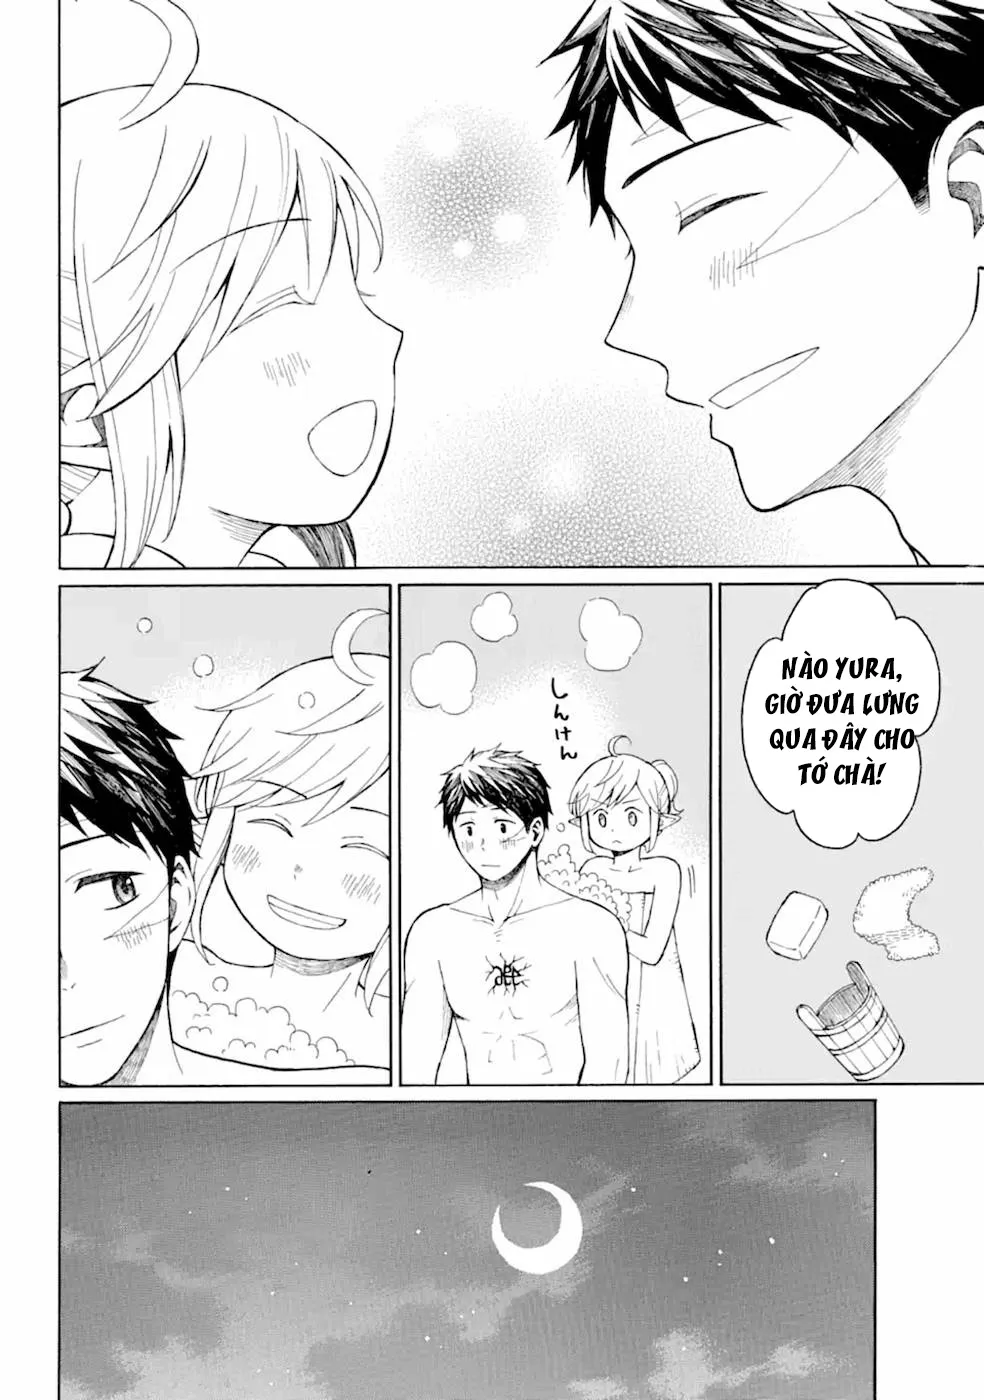 NÀO YURA,
GIỜ ĐƯA LƯNG
QUA ĐÂY CHO
TỚ CHÀ!
しんけん